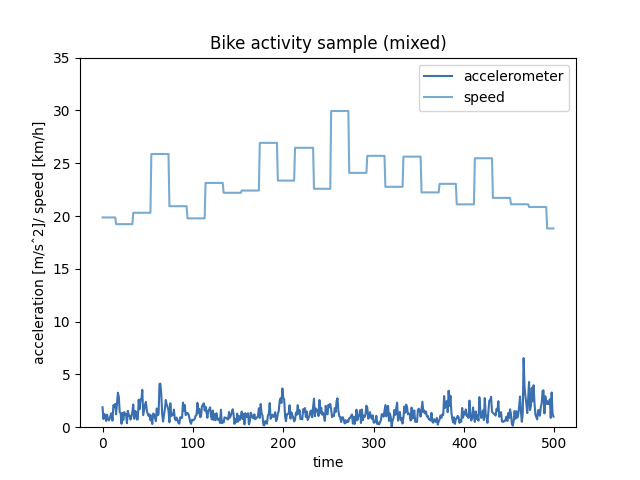 Bike activity sample (mixed)
accelerometer
speed
acceleration [m/s^2]/ speed [km/h]
35
30
25
20
15
10
5
0
0 100 200 300 400 500
time